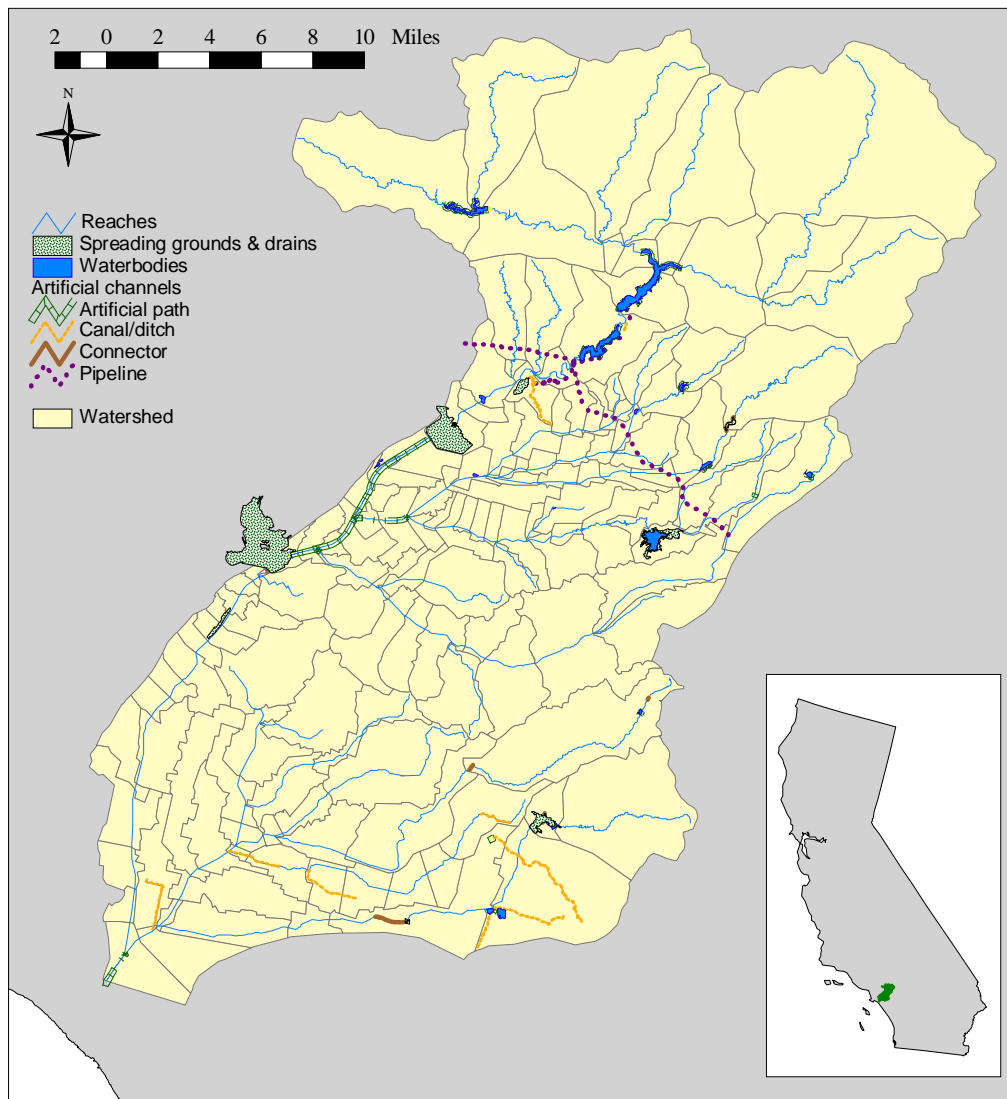 2 0 2 4 6 8 10 Miles
N
Reaches
Spreading grounds & drains
Waterbodies
Artificial channels
Artificial path
Canal/ditch
Connector
Pipeline
Watershed